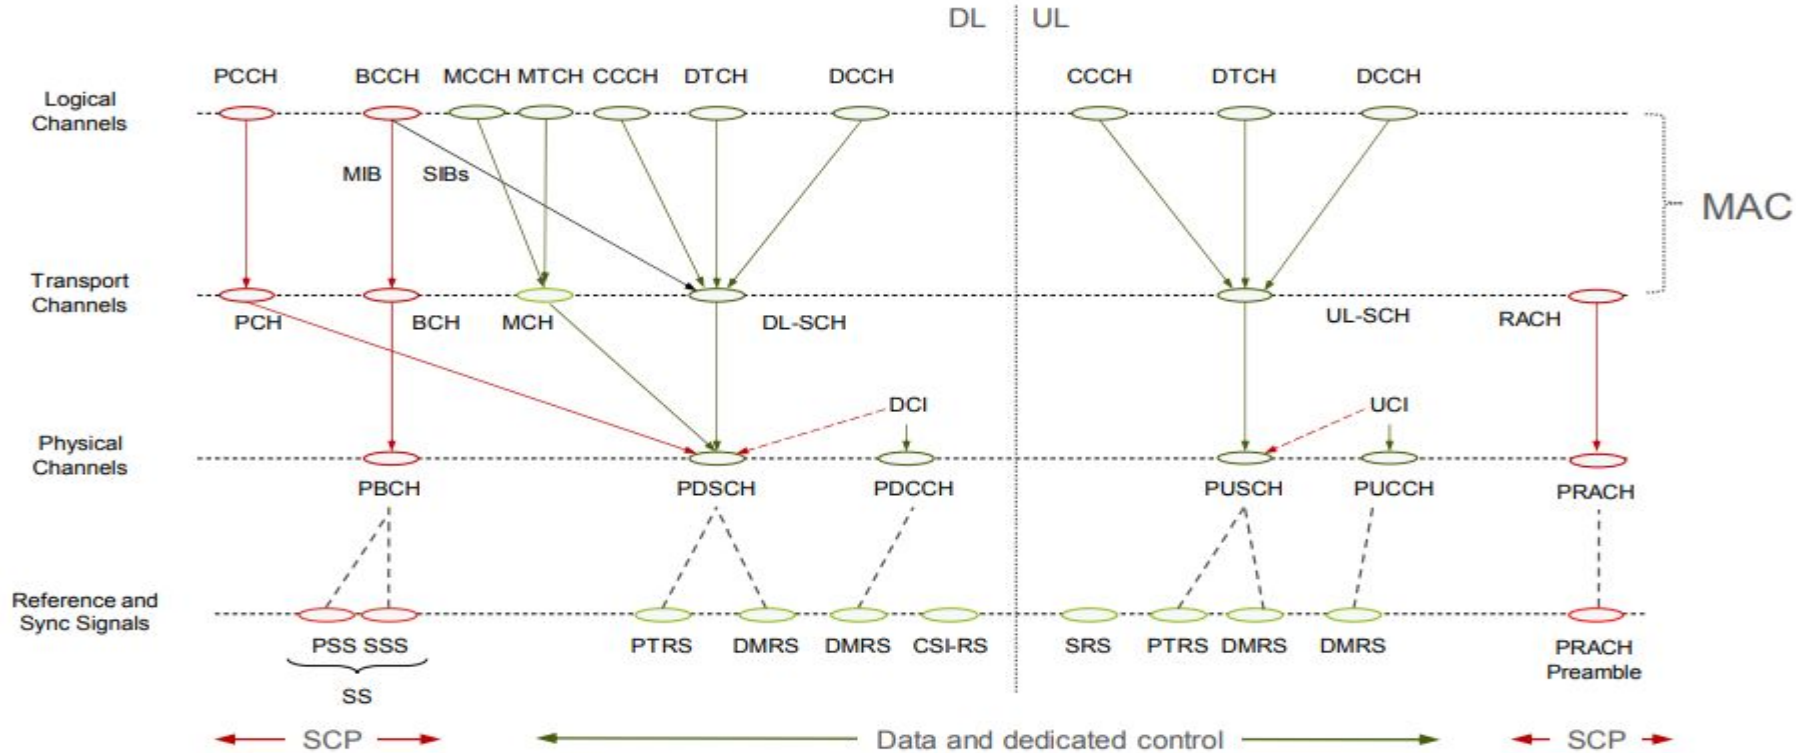 DL UL
PCCH BCCH MCCH MTCH CCCH DTCH DCCH CCCH DTCH DCCH
Logical
Channels
MIB SIBs
MAC
Transport
Channels
PCH BCH MCH DL-SCH UL-SCH RACH
DCI UCI
Physical
Channels
PBCH PDSCH PDCCH PUSCH PUCCH PRACH
Reference and
Sync Signals
PSS SSS PTRS DMRS DMRS CSI-RS SRS PTRS DMRS DMRS PRACH
Preamble
SS
SCP Data and dedicated control SCP